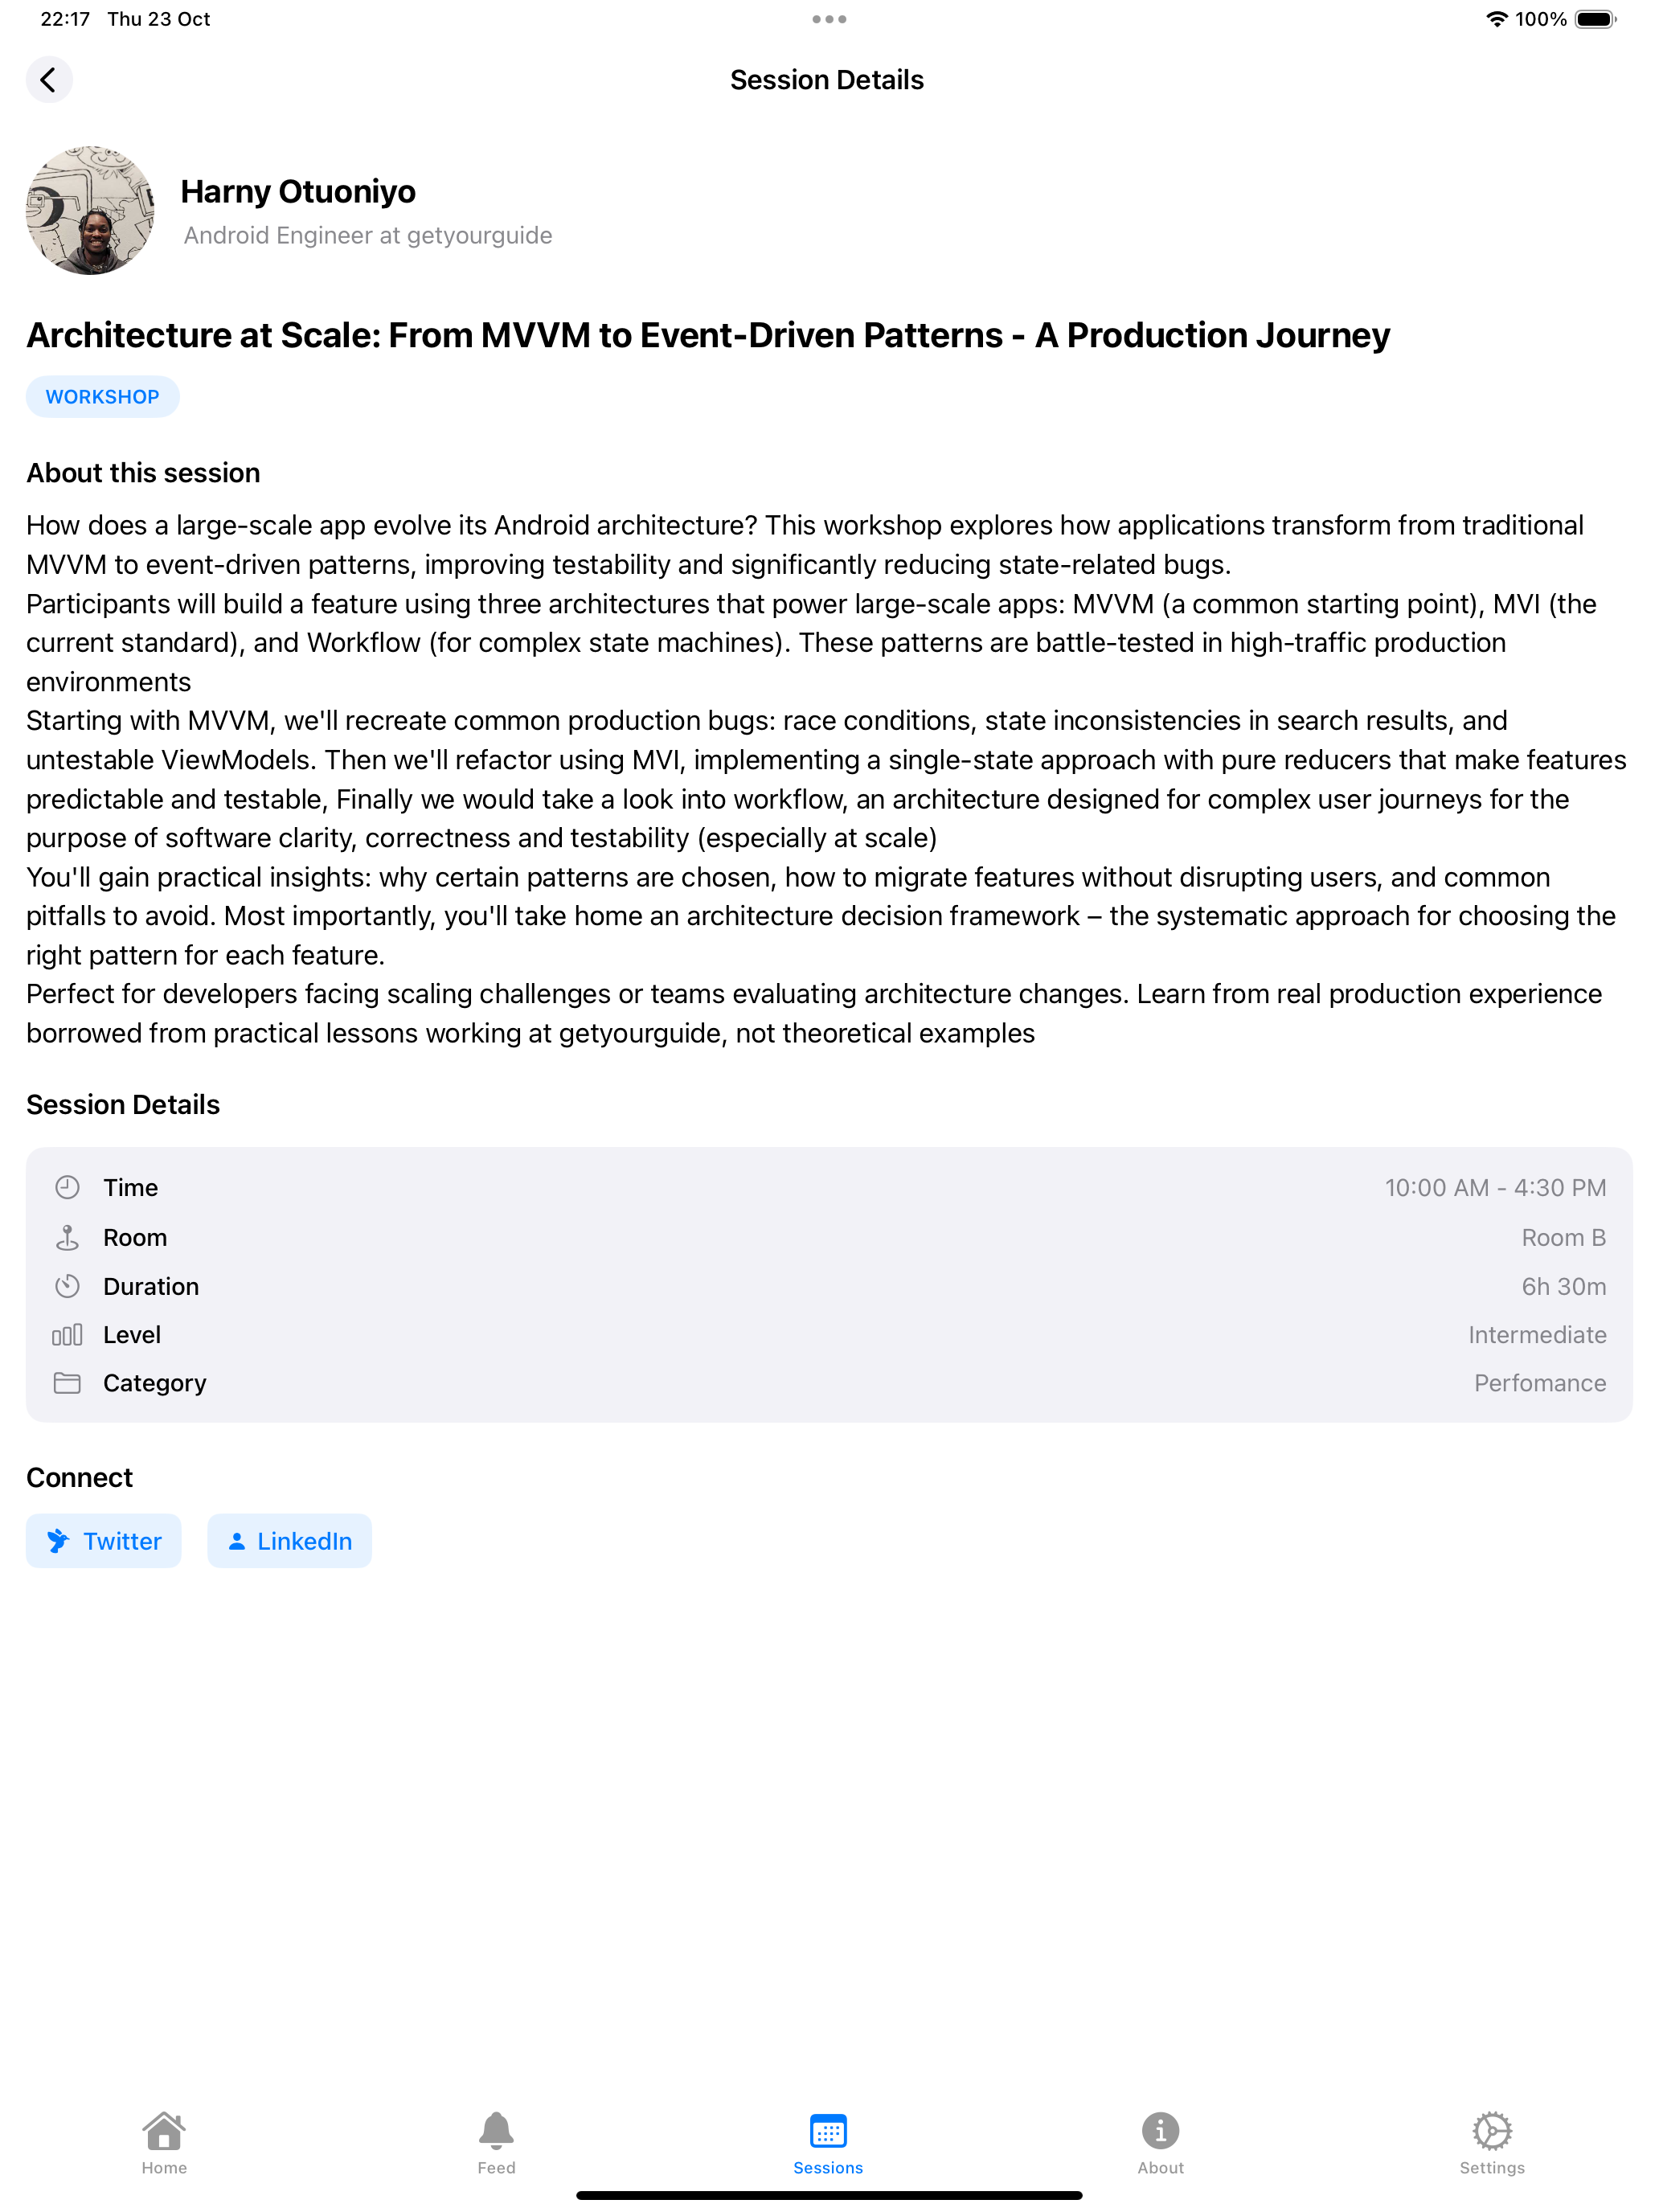 22:17 Thu 23 Oct
100%
Session Details
Harny Otuoniyo
Android Engineer at getyourguide
Architecture at Scale: From MVVM to Event-Driven Patterns - A Production Journey
WORKSHOP
About this session
How does a large-scale app evolve its Android architecture? This workshop explores how applications transform from traditional
MVVM to event-driven patterns, improving testability and significantly reducing state-related bugs.
Participants will build a feature using three architectures that power large-scale apps: MVVM (a common starting point), MVI (the
current standard), and Workflow (for complex state machines). These patterns are battle-tested in high-traffic production
environments
Starting with MVVM, we'll recreate common production bugs: race conditions, state inconsistencies in search results, and
untestable ViewModels. Then we'll refactor using MVI, implementing a single-state approach with pure reducers that make features
predictable and testable, Finally we would take a look into workflow, an architecture designed for complex user journeys for the
purpose of software clarity, correctness and testability (especially at scale)
You'll gain practical insights: why certain patterns are chosen, how to migrate features without disrupting users, and common
pitfalls to avoid. Most importantly, you'll take home an architecture decision framework – the systematic approach for choosing the
right pattern for each feature.
Perfect for developers facing scaling challenges or teams evaluating architecture changes. Learn from real production experience
borrowed from practical lessons working at getyourguide, not theoretical examples
Session Details
Time 10:00 AM - 4:30 PM
Room Room B
Duration 6h 30m
Level Intermediate
Category Perfomance
Connect
Twitter LinkedIn
Home Feed Sessions About Settings